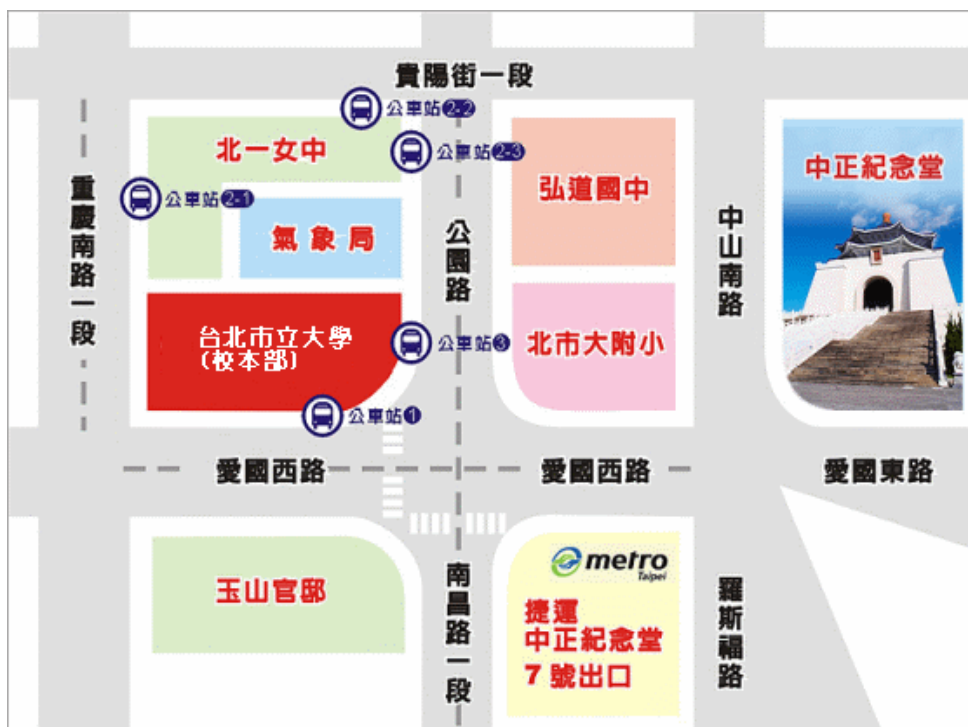 貴陽街一段
公車站2-2
北一女中
公車站2-3
弘道國中
中正紀念堂
重慶南路一段
公車站2-1
氣象局
公園路
中山南路
台北市立大學
(校本部)
公車站3
北市大附小
公車站1
愛國西路
愛國西路
愛國東路
玉山官邸
南昌路一段
metro
Taipei
捷運
中正紀念堂
7號出口
羅斯福路